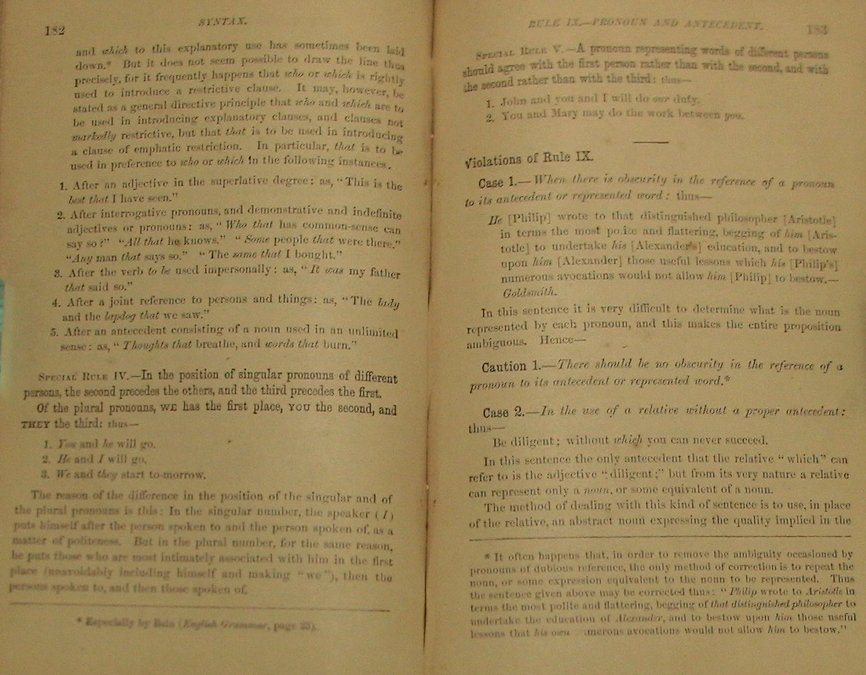 182
SYNTAX.
and which to this explanatory use has sometimes been laid
down.* But it does not seem possible to draw the line thus
precisely, for it frequently happens that who or which is rightly
used to introduce a restrictive clause. It may, however, be
stated as a general directive principle that who and which are to
be used in introducing explanatory clauses, and clauses not
markedly restrictive, but that that is to be used in introducing
a clause of emphatic restriction. In particular, that is to be
used in preference to who or which in the following instances.
1. After an adjective in the superlative degree: as, "This is the
best that I have seen."
2. After interrogative pronouns, and demonstrative and indefinite
adjectives or pronouns: as, "Who that has common-sense can
say so?" "All that he knows." "Some people that were there."
"Any man that says so." "The same that I bought."
3. After the verb to be used impersonally: as, "It was my father
that said so."
4. After a joint reference to persons and things: as, "The lady
and the lapdog that we saw."
5. After an antecedent consisting of a noun used in an unlimited
sense: as, "Thoughts that breathe, and words that burn."
SPECIAL RULE IV.—In the position of singular pronouns of different
persons, the second precedes the others, and the third precedes the first.
Of the plural pronouns, WE has the first place, YOU the second, and
THEY the third: thus—
1. You and he will go.
2. He and I will go.
3. We and they start to-morrow.
The reason of the difference in the position of the singular and of
the plural pronouns is this: In the singular number, the speaker (I)
puts himself after the person spoken to and the person spoken of, as a
matter of politeness. But in the plural number, for the same reason,
he puts those who are most intimately associated with him in the first
place (unavoidably including himself and making "we"), then the
persons spoken to, and then those spoken of.
* Especially by Bain (English Grammar, page 25).
RULE IX.—PRONOUN AND ANTECEDENT.
183
SPECIAL RULE V.—A pronoun representing words of different persons
should agree with the first person rather than with the second, and with
the second rather than with the third: thus—
1. John and you and I will do our duty.
2. You and Mary may do the work between you.
Violations of Rule IX.
Case 1.—When there is obscurity in the reference of a pronoun
to its antecedent or represented word: thus—
He [Philip] wrote to that distinguished philosopher [Aristotle]
in terms the most polite and flattering, begging of him [Aris-
totle] to undertake his [Alexander's] education, and to bestow
upon him [Alexander] those useful lessons which his [Philip's]
numerous avocations would not allow him [Philip] to bestow.—
Goldsmith.
In this sentence it is very difficult to determine what is the noun
represented by each pronoun, and this makes the entire proposition
ambiguous. Hence—
Caution 1.—There should be no obscurity in the reference of a
pronoun to its antecedent or represented word.*
Case 2.—In the use of a relative without a proper antecedent:
thus—
Be diligent; without which you can never succeed.
In this sentence the only antecedent that the relative "which" can
refer to is the adjective "diligent;" but from its very nature a relative
can represent only a noun, or some equivalent of a noun.
The method of dealing with this kind of sentence is to use, in place
of the relative, an abstract noun expressing the quality implied in the
* It often happens that, in order to remove the ambiguity occasioned by
pronouns of dubious reference, the only method of correction is to repeat the
noun, or some expression equivalent to the noun to be represented. Thus
the sentence given above may be corrected thus: "Philip wrote to Aristotle in
terms the most polite and flattering, begging of that distinguished philosopher to
undertake the education of Alexander, and to bestow upon him those useful
lessons that his own merous avocations would not allow him to bestow."